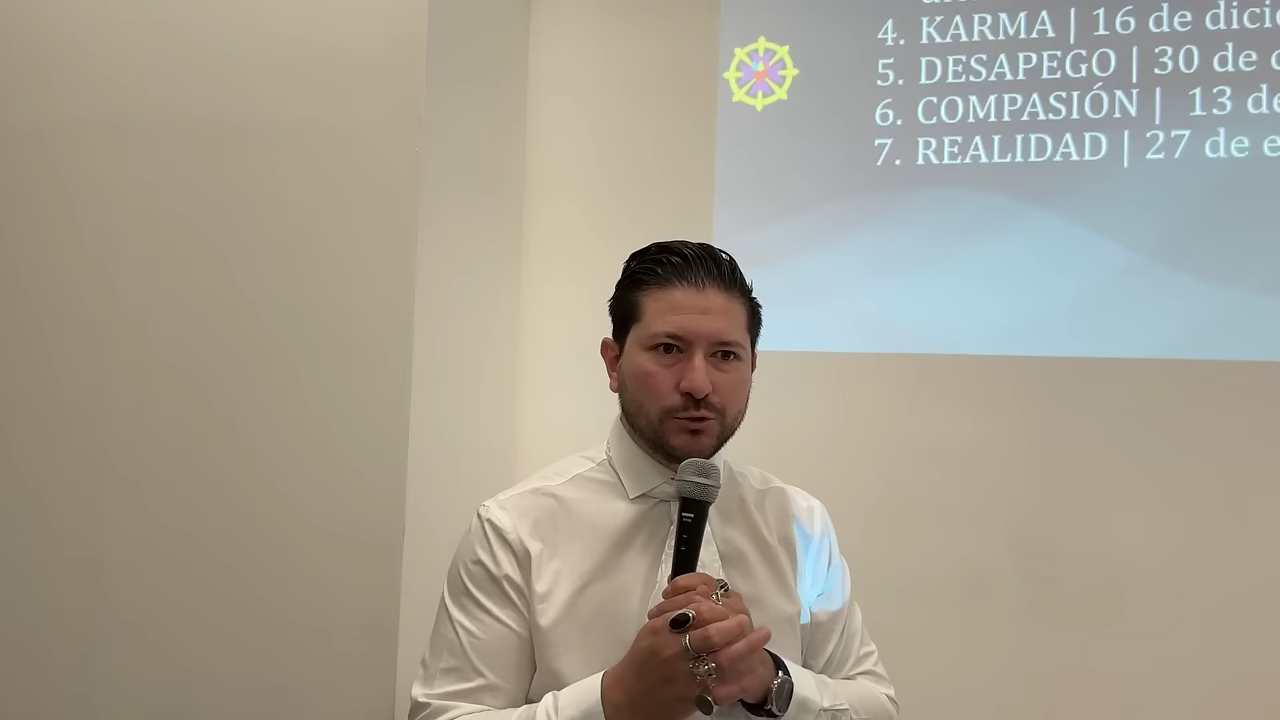 4. KARMA | 16 de dici
5. DESAPEGO | 30 de
6. COMPASIÓN | 13 de
7. REALIDAD | 27 de e